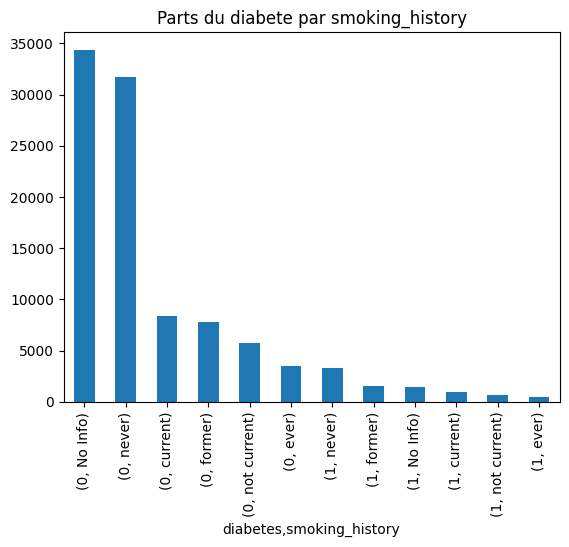 Parts du diabete par smoking_history
35000
30000
25000
20000
15000
10000
5000
0
(0, No Info)
(0, never)
(0, current)
(0, former)
(0, not current)
(0, ever)
(1, never)
(1, former)
(1, No Info)
(1, current)
(1, not current)
(1, ever)
diabetes,smoking_history